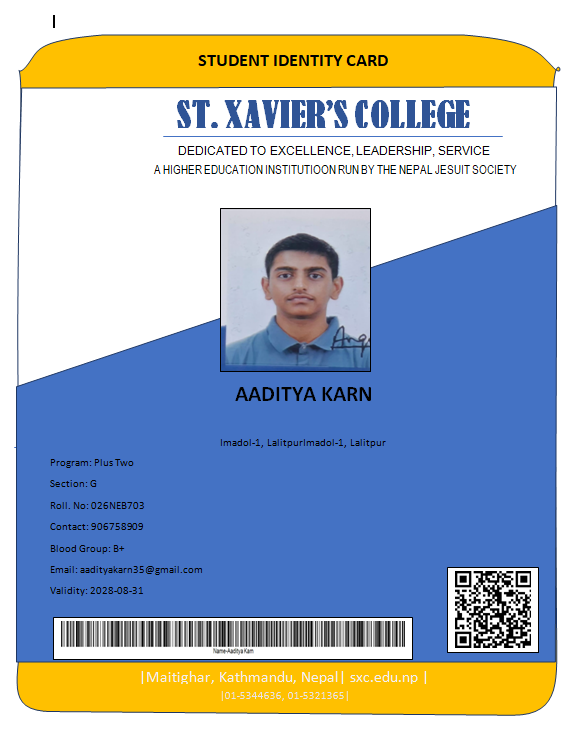 STUDENT IDENTITY CARD
ST. XAVIER'S COLLEGE
DEDICATED TO EXCELLENCE, LEADERSHIP, SERVICE
A HIGHER EDUCATION INSTITUTIOON RUN BY THE NEPAL JESUIT SOCIETY
AADITYA KARN
Imadol-1, LalitpurImadol-1, Lalitpur
Program: Plus Two
Section: G
Roll. No: 026NEB703
Contact: 906758909
Blood Group: B+
Email: aadityakarn35@gmail.com
Validity: 2028-08-31
Name-Aaditya Karn
|Maitighar, Kathmandu, Nepal| sxc.edu.np |
|01-5344636, 01-5321365|